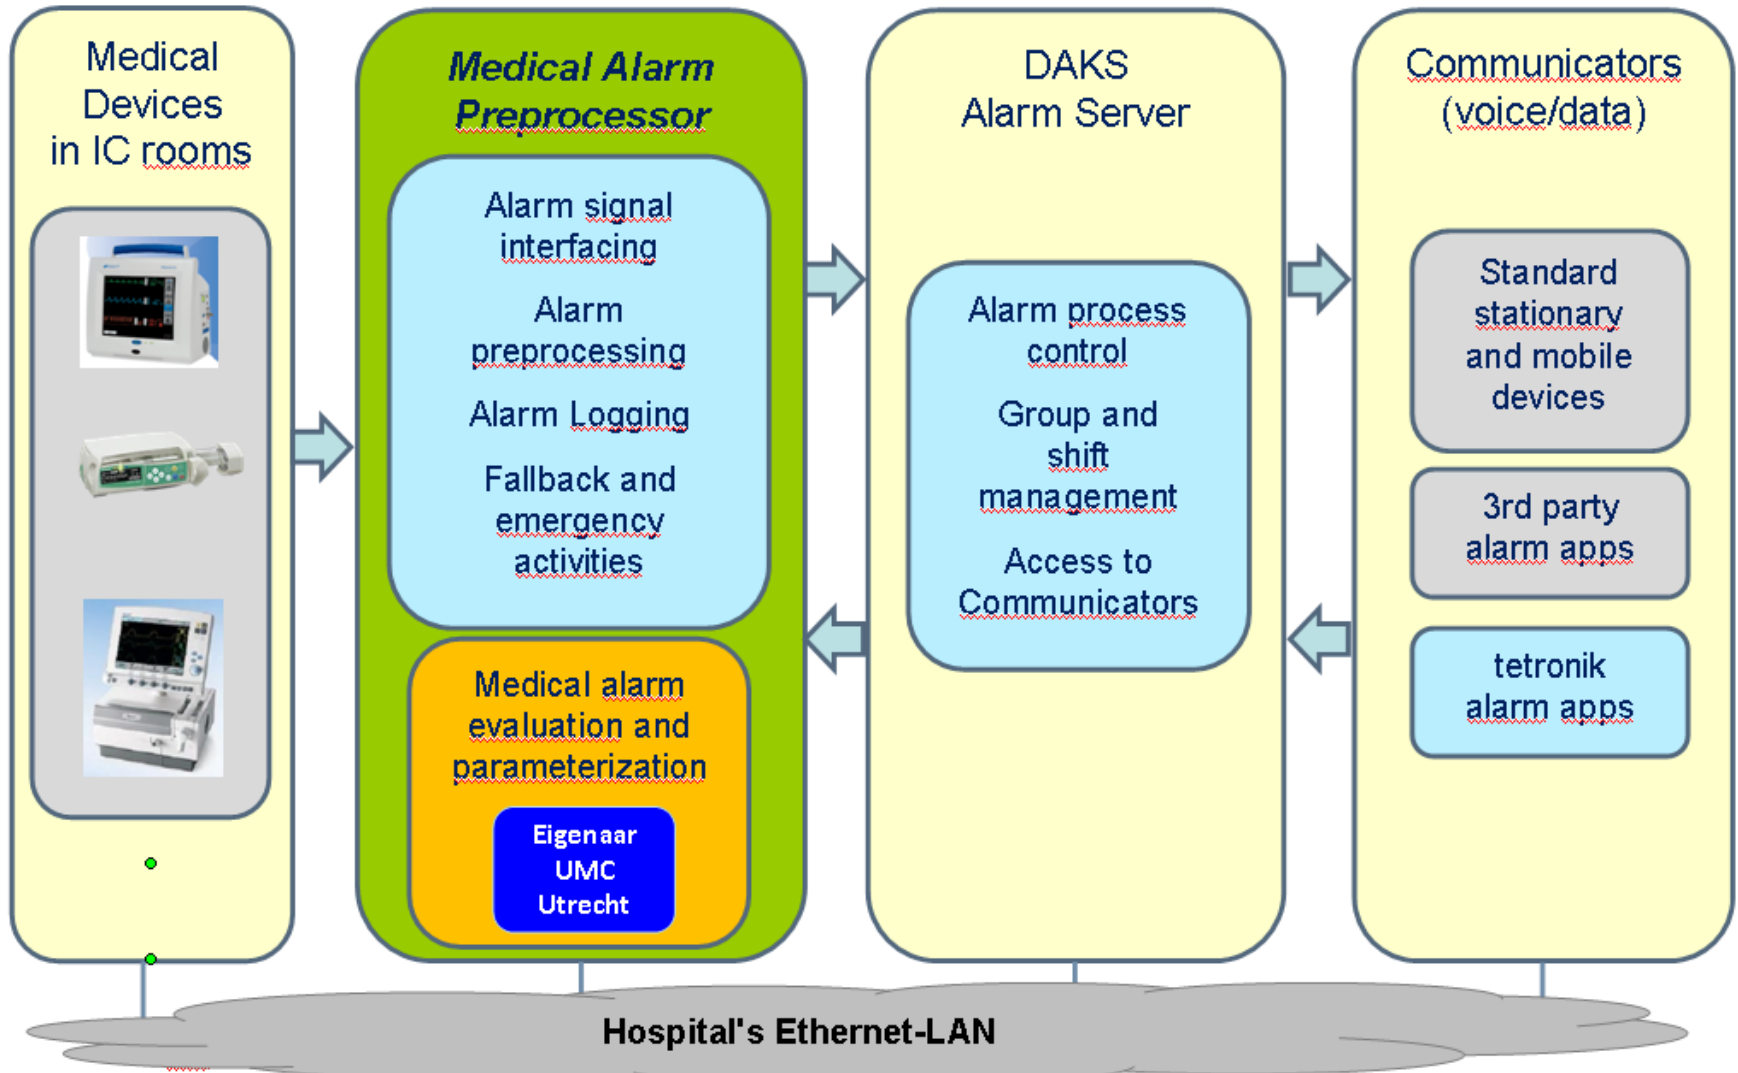 Medical
Devices
in IC rooms
Medical Alarm
Preprocessor
Alarm signal
interfacing
Alarm
preprocessing
Alarm Logging
Fallback and
emergency
activities
Medical alarm
evaluation and
parameterization
Eigenaar
UMC
Utrecht
DAKS
Alarm Server
Alarm process
control
Group and
shift
management
Access to
Communicators
Communicators
(voice/data)
Standard
stationary
and mobile
devices
3rd party
alarm apps
tetronik
alarm apps
Hospital's Ethernet-LAN